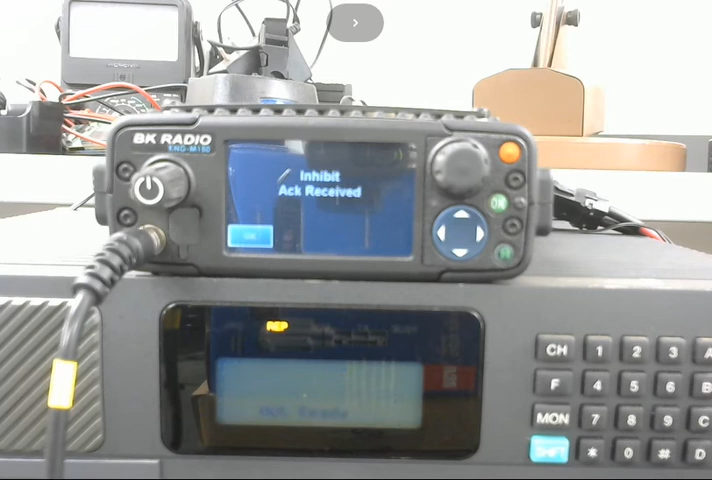 BK RADIO
KNG-M150
Inhibit
Ack Received
OK
REP
CH 1 2 3 A
F 4 5 6 B
MON 7 8 9 C
SHIFT * 0 # D